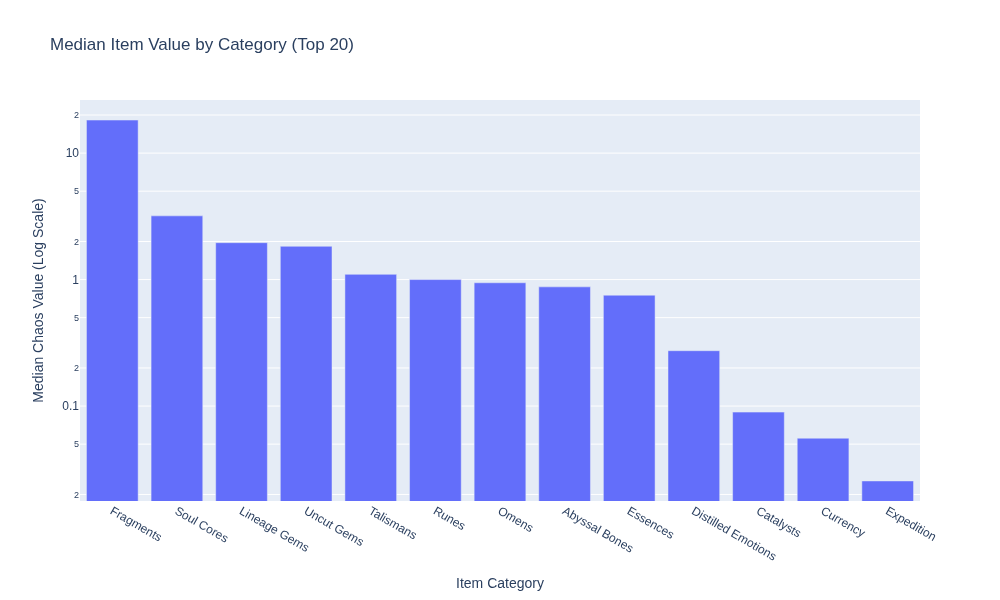 Median Item Value by Category (Top 20)
Median Chaos Value (Log Scale)
2
10
5
2
1
5
2
0.1
5
2
Fragments
Soul Cores
Lineage Gems
Uncut Gems
Talismans
Runes
Omens
Abyssal Bones
Essences
Distilled Emotions
Catalysts
Currency
Expedition
Item Category